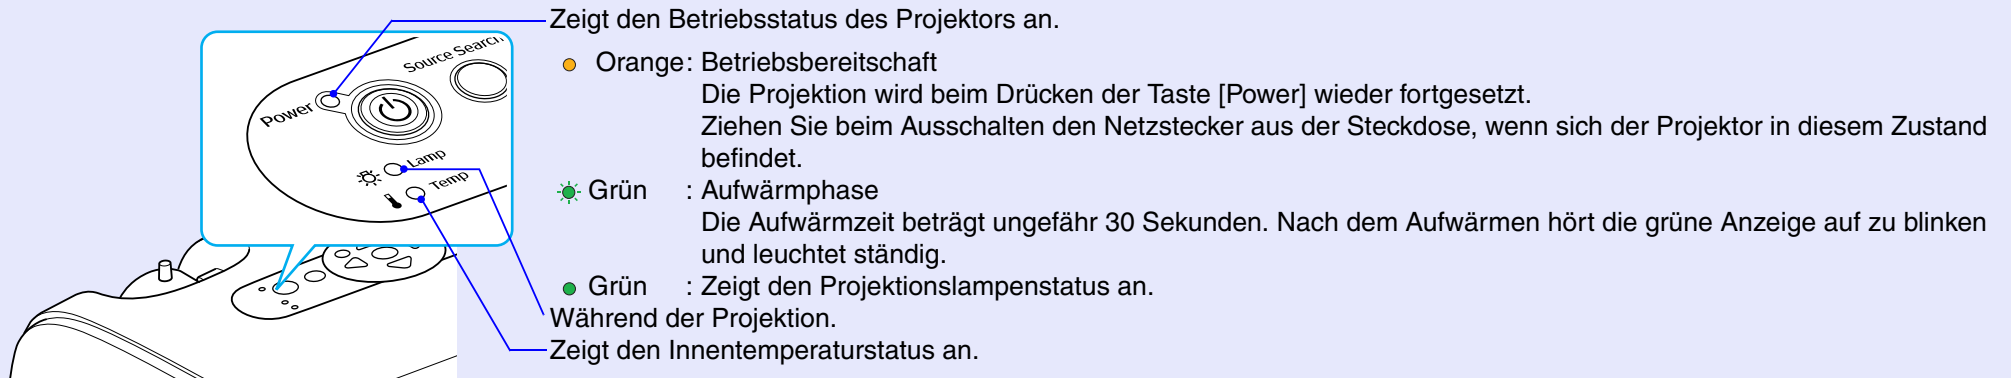 Zeigt den Betriebsstatus des Projektors an.
Source Search
Power
Lamp
Temp
Orange: Betriebsbereitschaft
Die Projektion wird beim Drücken der Taste [Power] wieder fortgesetzt.
Ziehen Sie beim Ausschalten den Netzstecker aus der Steckdose, wenn sich der Projektor in diesem Zustand
befindet.
Grün : Aufwärmphase
Die Aufwärmzeit beträgt ungefähr 30 Sekunden. Nach dem Aufwärmen hört die grüne Anzeige auf zu blinken
und leuchtet ständig.
Grün : Zeigt den Projektionslampenstatus an.
Während der Projektion.
Zeigt den Innentemperaturstatus an.